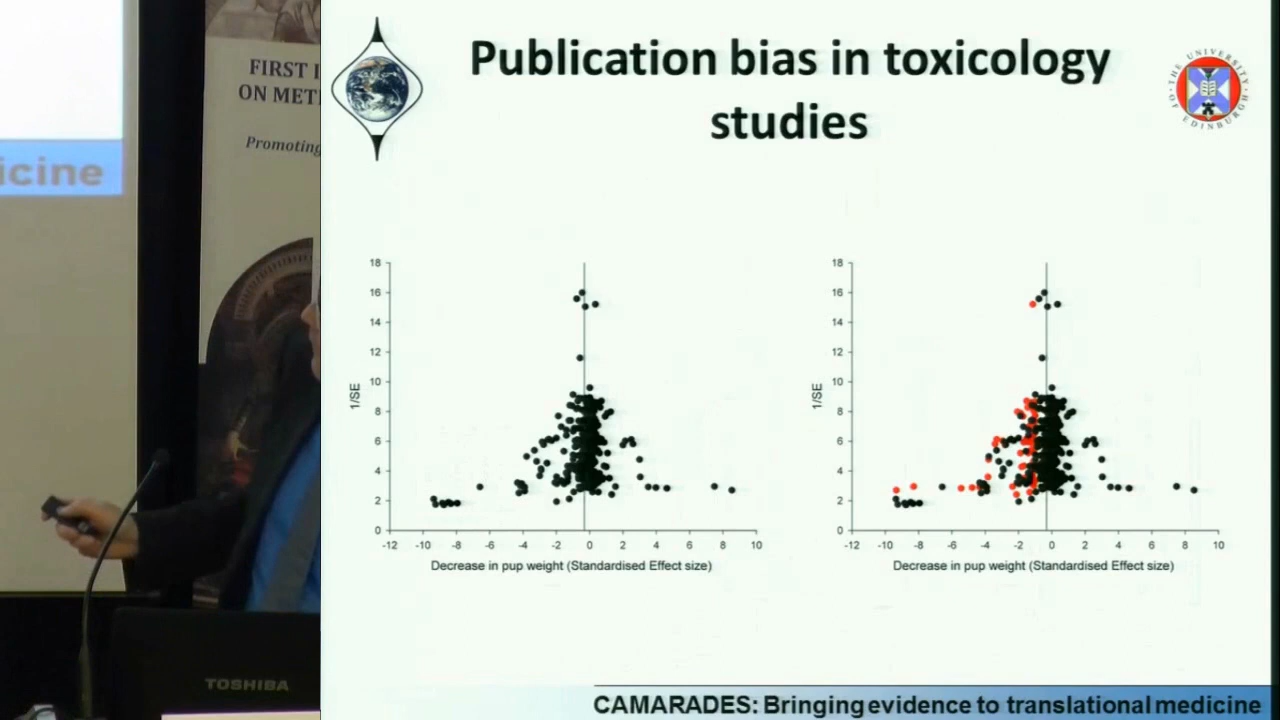 icine
FIRST I
ON MET
Promoting
TOSHIBA
Publication bias in toxicology
studies
THE UNIVERSITY OF EDINBURGH
18
16
14
12
10
8
6
4
2
0
1/SE
-12 -10 -8 -6 -4 -2 0 2 4 6 8 10
Decrease in pup weight (Standardised Effect size)
18
16
14
12
10
8
6
4
2
0
1/SE
-12 -10 -8 -6 -4 -2 0 2 4 6 8 10
Decrease in pup weight (Standardised Effect size)
CAMARADES: Bringing evidence to translational medicine